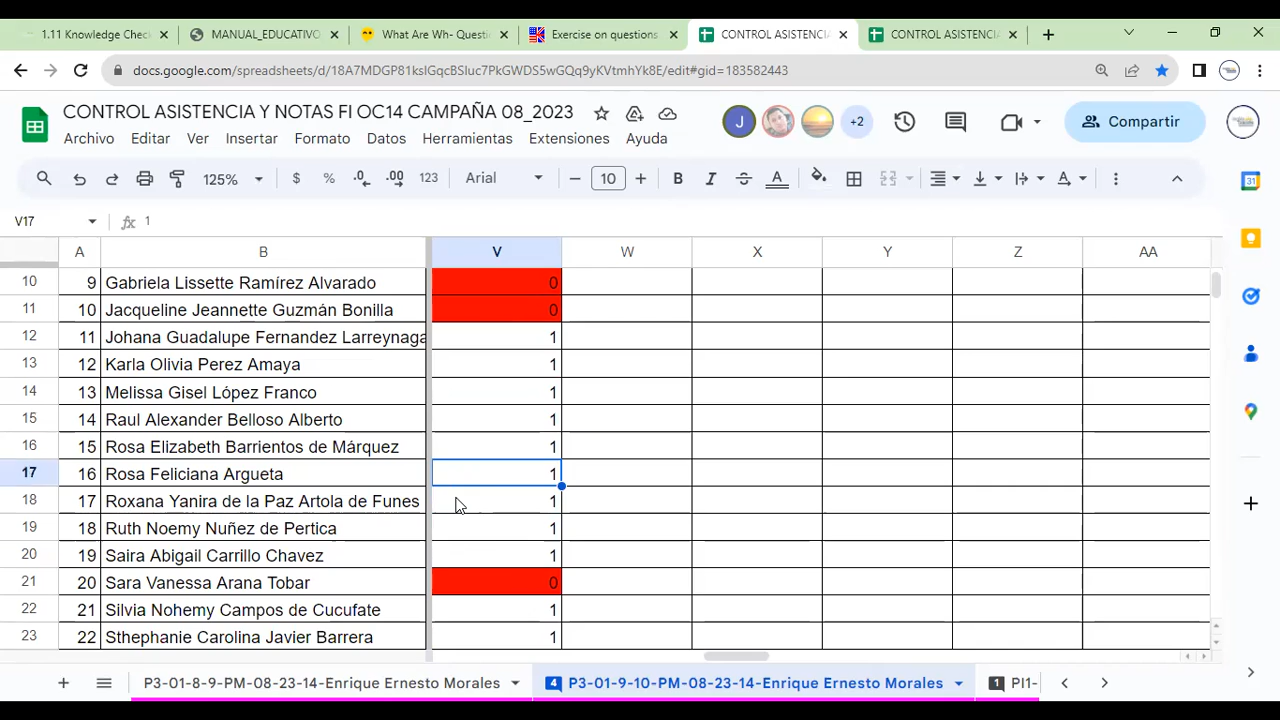 1.11 Knowledge Chec
MANUAL_EDUCATIVO
What Are Wh- Questi
Exercise on questions
CONTROL ASISTENCIA
CONTROL ASISTENCIA
docs.google.com/spreadsheets/d/18A7MDGP81kslGqcBSluc7PkGWDS5wGQq9yKVtmhYk8E/edit#gid=183582443
CONTROL ASISTENCIA Y NOTAS FI OC14 CAMPAÑA 08_2023
J
+2
Compartir
Archivo Editar Ver Insertar Formato Datos Herramientas Extensiones Ayuda
125% $ % .0 .00 123 Arial 10 B I S A
V17 fx 1
A B V W X Y Z AA
10 9 Gabriela Lissette Ramírez Alvarado 0
11 10 Jacqueline Jeannette Guzmán Bonilla 0
12 11 Johana Guadalupe Fernandez Larreynaga 1
13 12 Karla Olivia Perez Amaya 1
14 13 Melissa Gisel López Franco 1
15 14 Raul Alexander Belloso Alberto 1
16 15 Rosa Elizabeth Barrientos de Márquez 1
17 16 Rosa Feliciana Argueta 1
18 17 Roxana Yanira de la Paz Artola de Funes 1
19 18 Ruth Noemy Nuñez de Pertica 1
20 19 Saira Abigail Carrillo Chavez 1
21 20 Sara Vanessa Arana Tobar 0
22 21 Silvia Nohemy Campos de Cucufate 1
23 22 Sthephanie Carolina Javier Barrera 1
P3-01-8-9-PM-08-23-14-Enrique Ernesto Morales
4 P3-01-9-10-PM-08-23-14-Enrique Ernesto Morales
1 PI1-